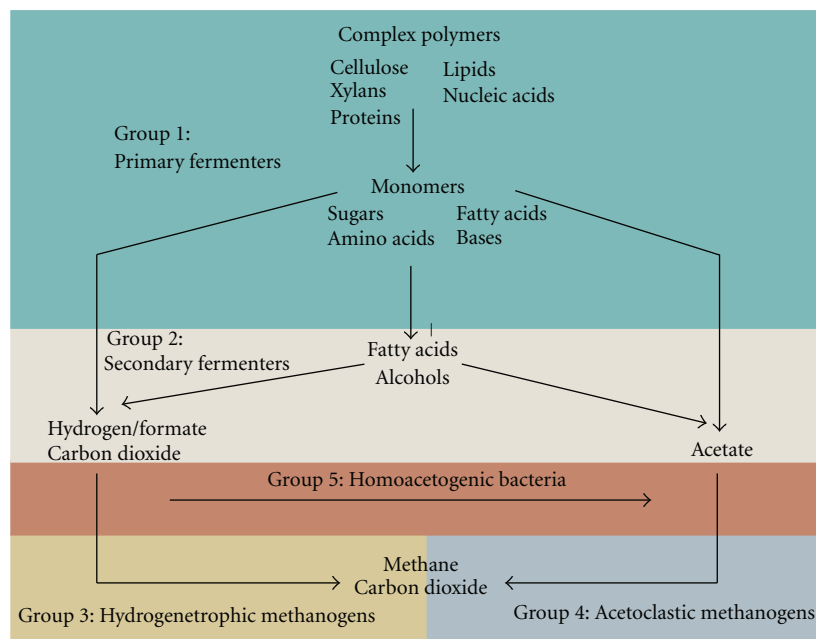 Complex polymers
Cellulose
Xylans
Proteins
Lipids
Nucleic acids
Group 1:
Primary fermenters
Monomers
Sugars
Amino acids
Fatty acids
Bases
Group 2:
Secondary fermenters
Fatty acids
Alcohols
Hydrogen/formate
Carbon dioxide
Acetate
Group 5: Homoacetogenic bacteria
Methane
Carbon dioxide
Group 3: Hydrogenetrophic methanogens
Group 4: Acetoclastic methanogens